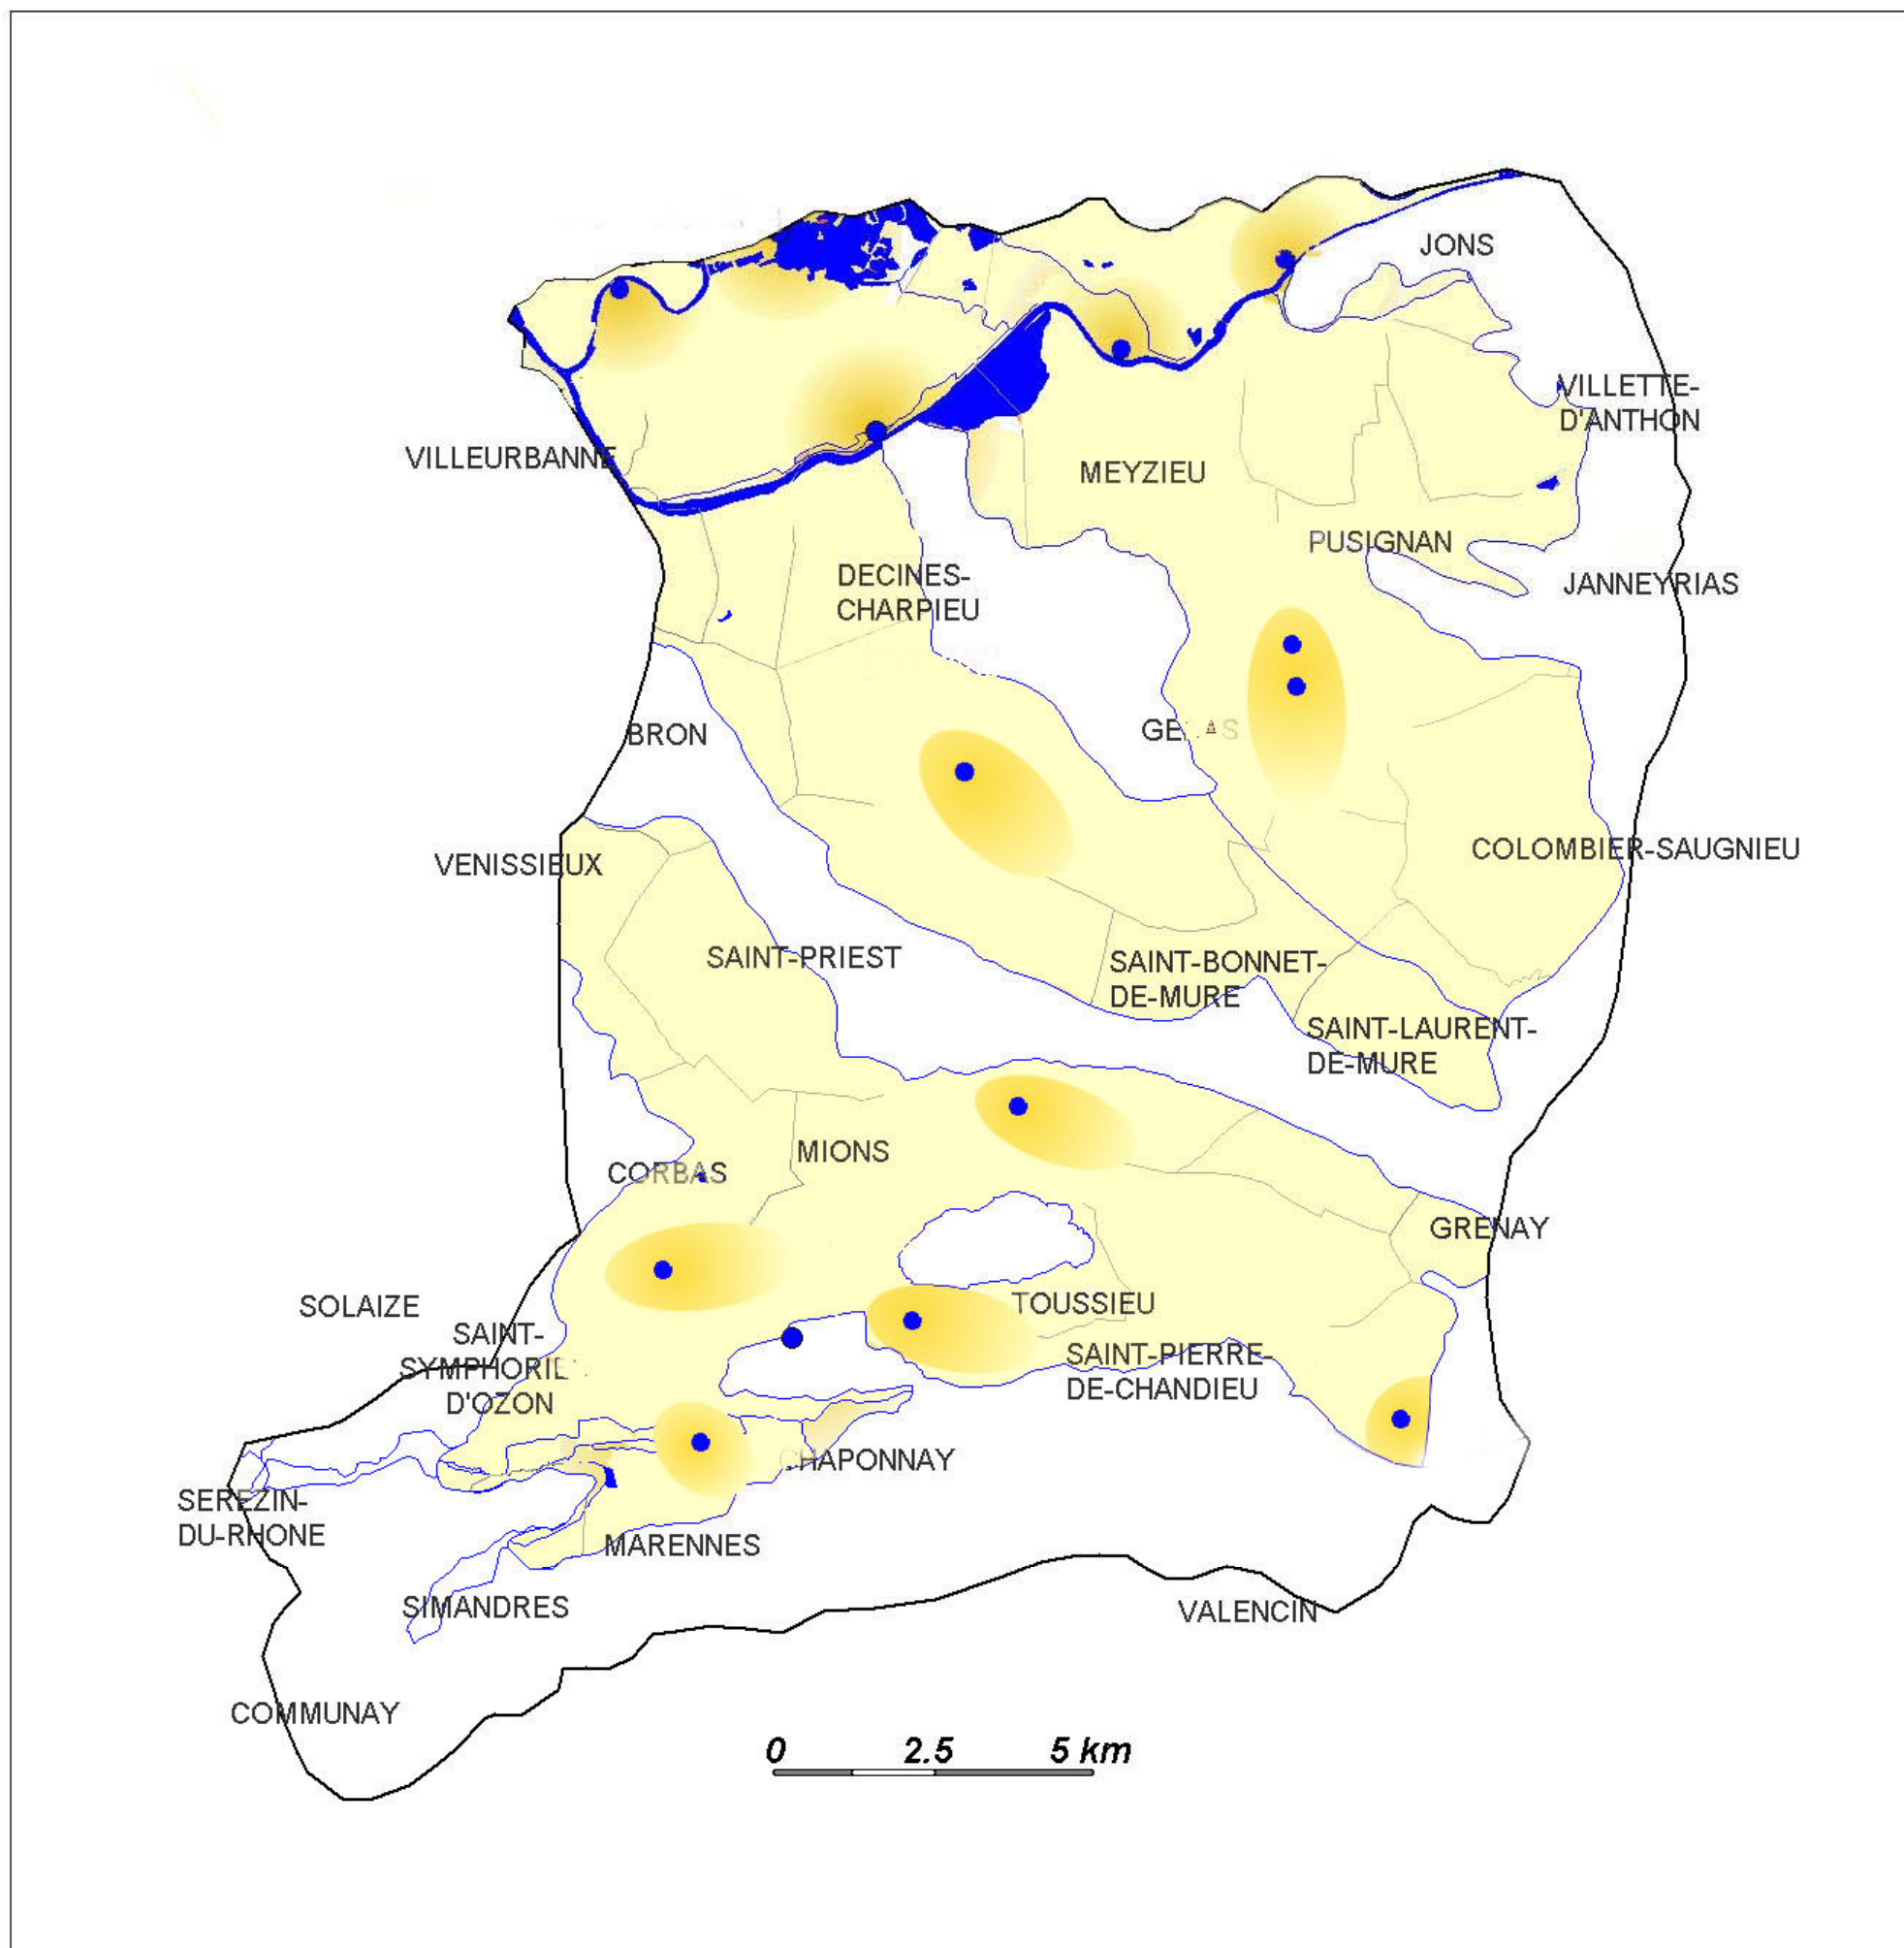 JONS
VILLETTE-
D'ANTHON
VILLEURBANNE
MEYZIEU
PUSIGNAN
DECINES-
CHARPIEU
JANNEYRIAS
BRON
COLOMBIER-SAUGNIEU
VENISSIEUX
SAINT-PRIEST
SAINT-BONNET-
DE-MURE
SAINT-LAURENT-
DE-MURE
MIONS
CORBAS
GRENAY
SOLAIZE
TOUSSIEU
SAINT-
SYMPHORIE
D'OZON
SAINT-PIERRE-
DE-CHANDIEU
CHAPONNAY
SEREZIN-
DU-RHONE
MARENNES
SIMANDRES
VALENCIN
COMMUNAY
0 2.5 5 km